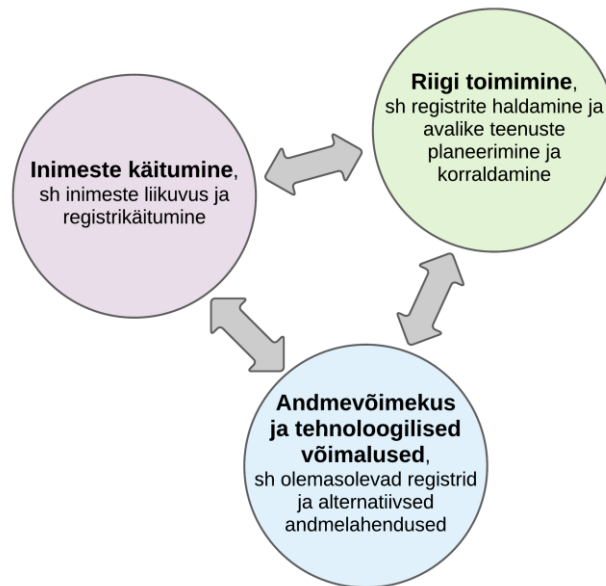 Riigi toimimine,
sh registrite haldamine ja
avalike teenuste
planeerimine ja
korraldamine
Inimeste käitumine,
sh inimeste liikuvus ja
registrikäitumine
Andmevõimekus
ja tehnoloogilised
võimalused,
sh olemasolevad registrid
ja alternatiivsed
andmelahendused